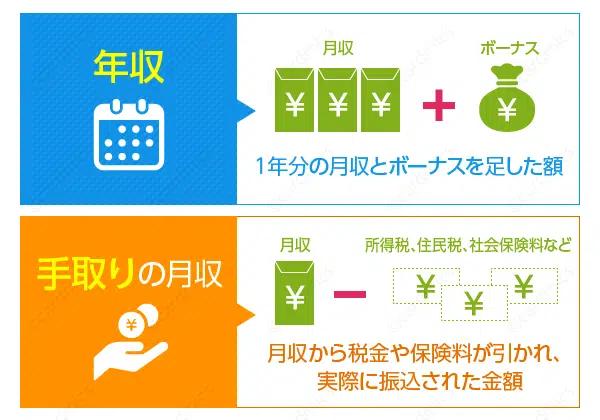 年収
月収
ボーナス
¥ ¥ ¥ + ¥
1年分の月収とボーナスを足した額
手取りの月収
¥
月収
所得税、住民税、社会保険料など
¥ − ¥ ¥ ¥
月収から税金や保険料が引かれ、
実際に振込された金額